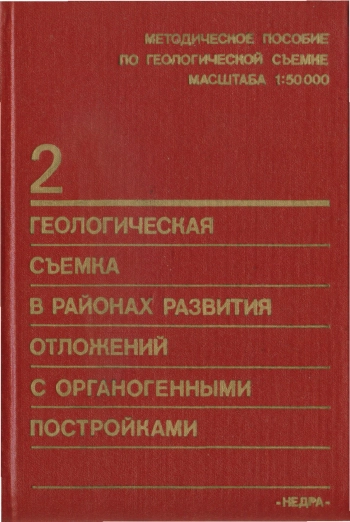 МЕТОДИЧЕСКОЕ ПОСОБИЕ
ПО ГЕОЛОГИЧЕСКОЙ СЪЕМКЕ
МАСШТАБА 1:50 000
2
ГЕОЛОГИЧЕСКАЯ
СЪЕМКА
В РАЙОНАХ РАЗВИТИЯ
ОТЛОЖЕНИЙ
С ОРГАНОГЕННЫМИ
ПОСТРОЙКАМИ
·НЕДРА·